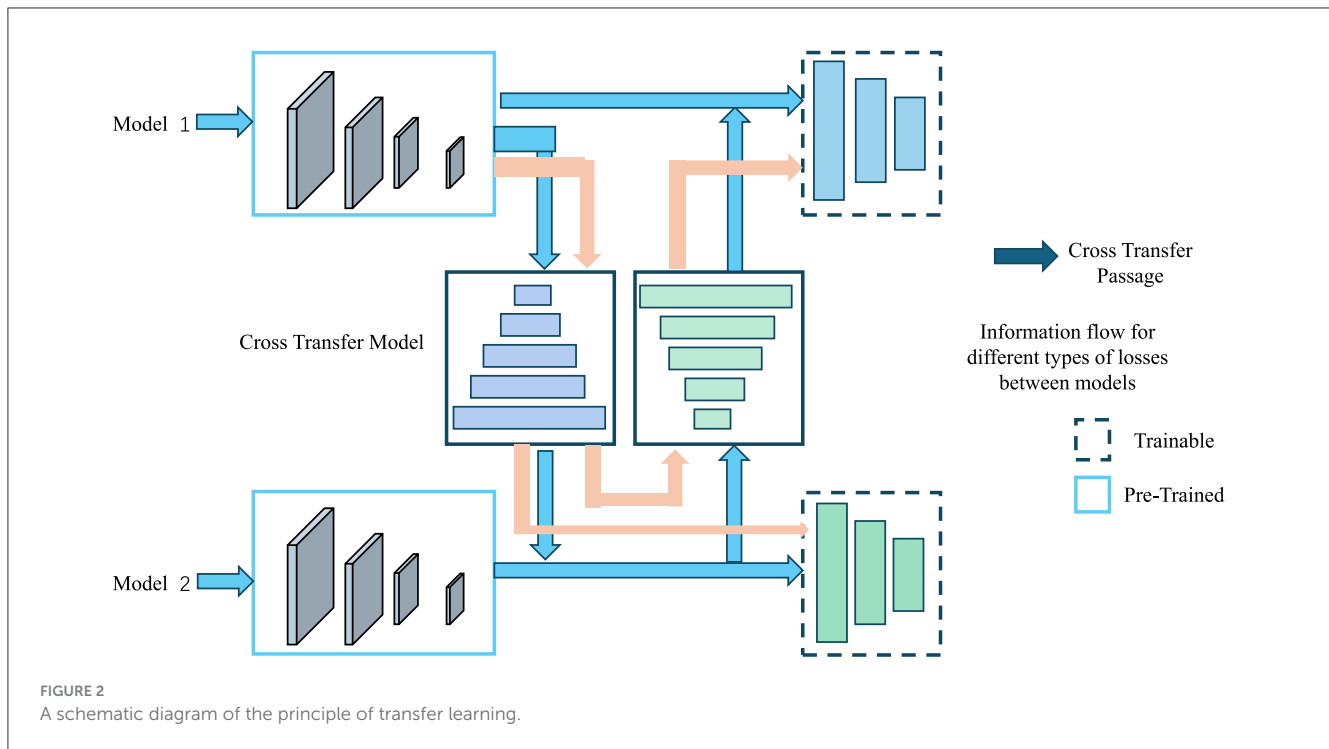 Model 1
Cross Transfer
Passage
Cross Transfer Model
Information flow for
different types of losses
between models
Trainable
Pre-Trained
Model 2
FIGURE 2
A schematic diagram of the principle of transfer learning.